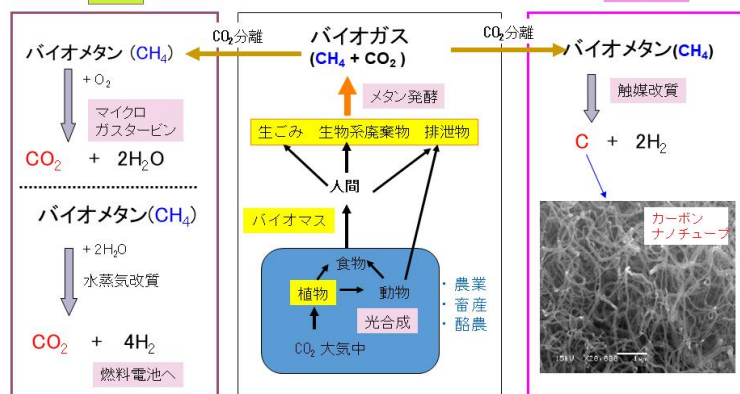 バイオメタン (CH₄)
+ O₂
マイクロ
ガスタービン
CO₂ + 2H₂O
バイオメタン(CH₄)
+2H₂O
水蒸気改質
CO₂ + 4H₂
燃料電池へ
CO₂分離
バイオガス
(CH₄ + CO₂ )
CO₂分離
メタン発酵
生ごみ 生物系廃棄物 排泄物
人間
バイオマス
食物
植物 動物
光合成
CO₂ 大気中
・農業
・畜産
・酪農
バイオメタン(CH₄)
触媒改質
C + 2H₂
カーボン
ナノチューブ
15kV X20,000 1μm